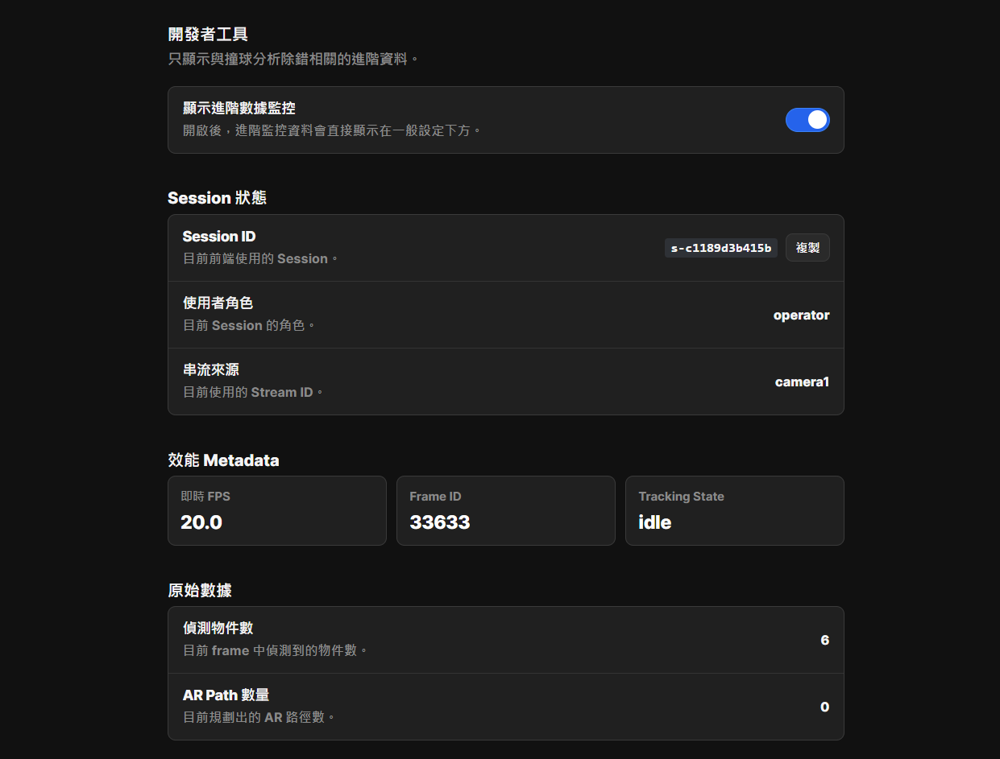 開發者工具
只顯示與撞球分析除錯相關的進階資料。
顯示進階數據監控
開啟後，進階監控資料會直接顯示在一般設定下方。
Session 狀態
Session ID
目前前端使用的 Session。
s-c1189d3b415b
複製
使用者角色
目前 Session 的角色。
operator
串流來源
目前使用的 Stream ID。
camera1
效能 Metadata
即時 FPS
20.0
Frame ID
33633
Tracking State
idle
原始數據
偵測物件數
目前 frame 中偵測到的物件數。
6
AR Path 數量
目前規劃出的 AR 路徑數。
0